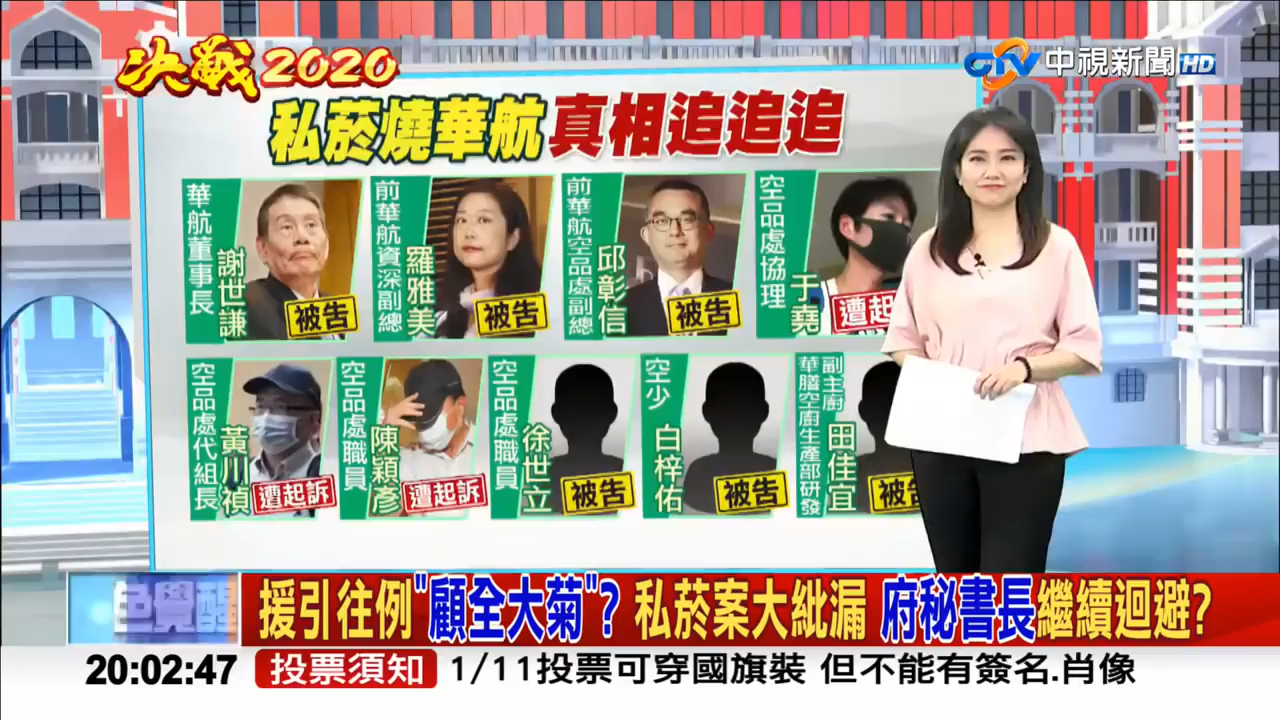 決戰2020
CTV 中視新聞HD
私菸燒華航真相追追追
華航董事長
謝世謙
被告
前華航資深副總
羅雅美
被告
前華航空品處副總
邱彰信
被告
空品處協理
于堯
遭起
空品處代組長
黃川禎
遭起訴
空品處職員
陳穎彥
遭起訴
空品處職員
徐世立
被告
空少
白梓佑
被告
華膳空廚生產部研發
副主廚
田佳宜
被告
色覺醒
援引往例"顧全大菊"? 私菸案大紕漏 府秘書長繼續迴避?
20:02:47 投票須知 1/11投票可穿國旗裝 但不能有簽名.肖像